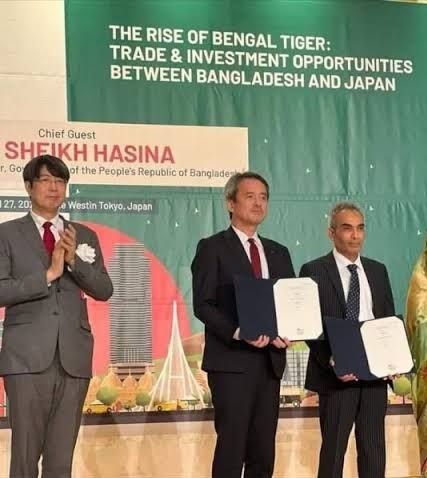 THE RISE OF BENGAL TIGER:
TRADE & INVESTMENT OPPORTUNITIES
BETWEEN BANGLADESH AND JAPAN
Chief Guest
SHEIKH HASINA
of the People's Republic of Bangladesh
27, Westin Tokyo, Japan